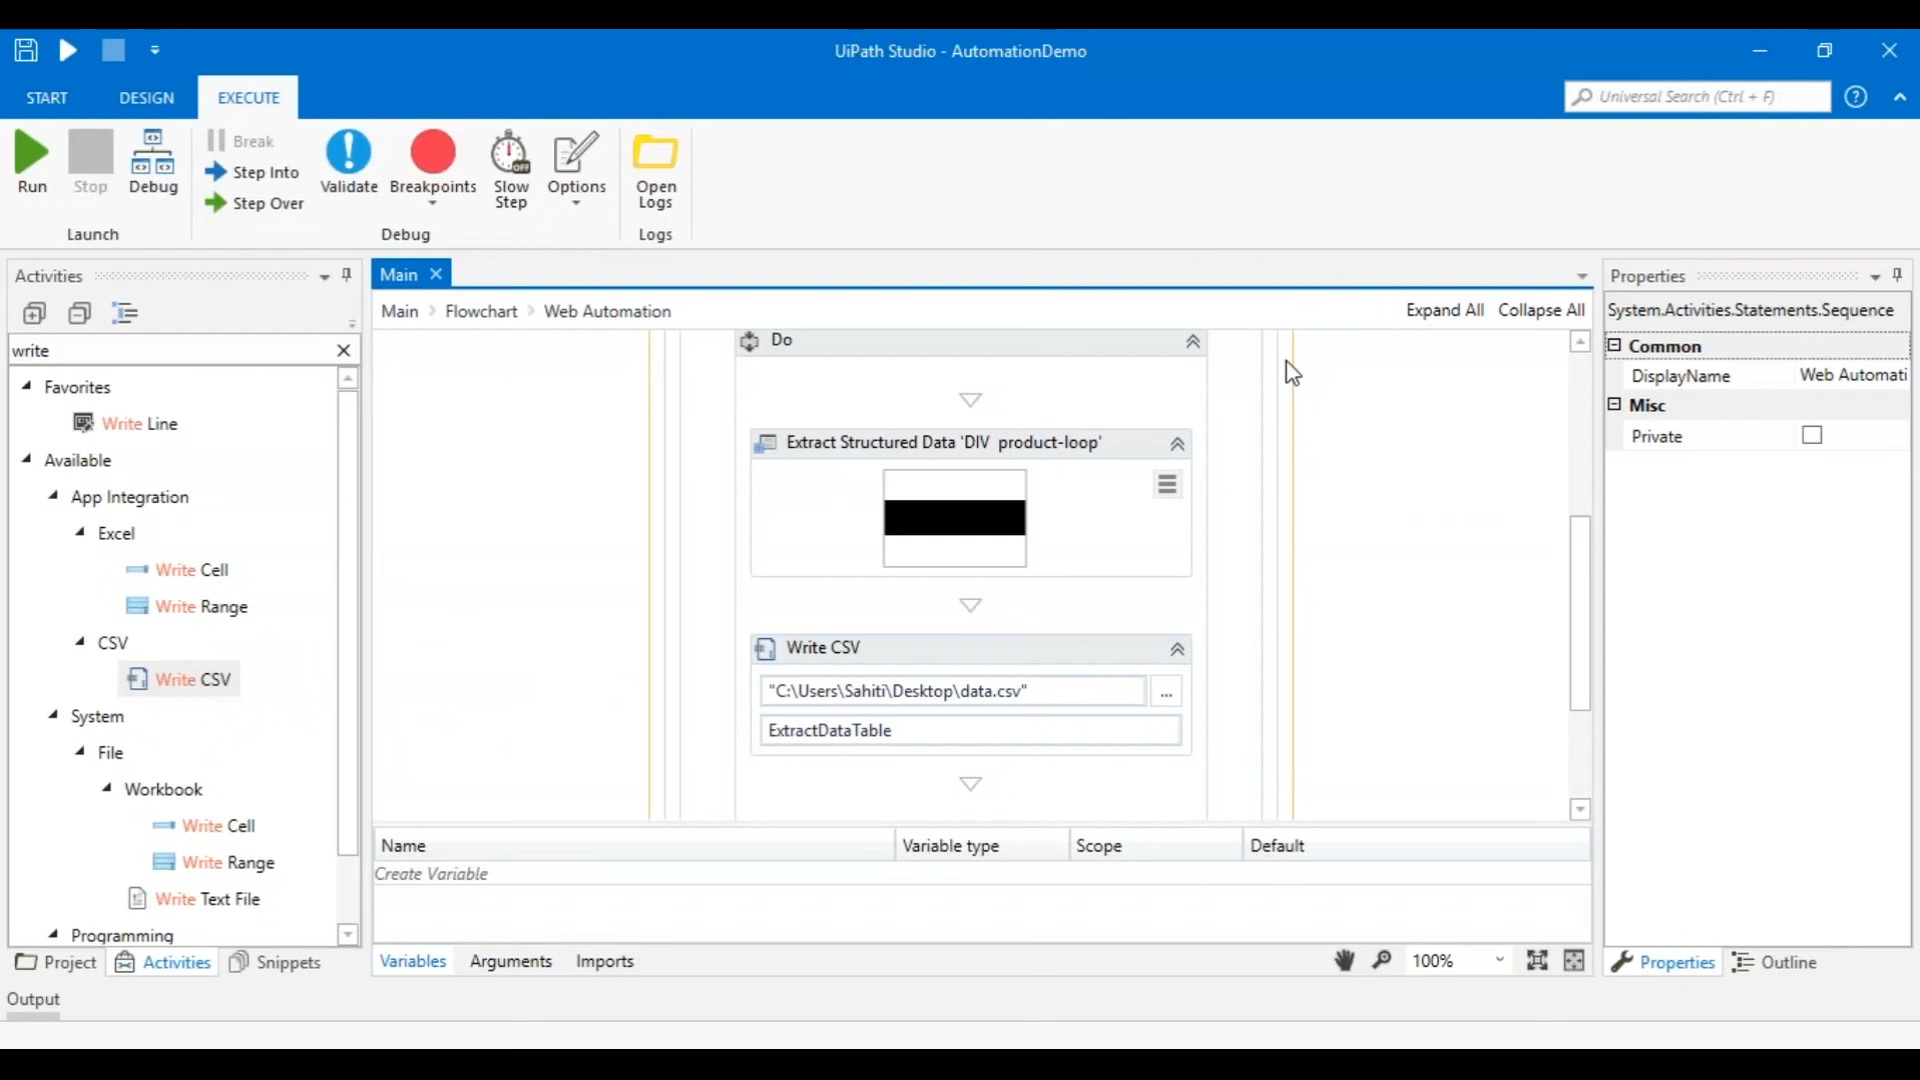 UiPath Studio - AutomationDemo
START DESIGN EXECUTE
Universal Search (Ctrl + F)
Run
Stop
Debug
Launch
Break
Step Into
Step Over
Validate
Breakpoints
Slow
Step
Options
Debug
Open
Logs
Logs
Activities
write
Favorites
Write Line
Available
App Integration
Excel
Write Cell
Write Range
CSV
Write CSV
System
File
Workbook
Write Cell
Write Range
Write Text File
Programming
Project Activities Snippets
Main
Main Flowchart Web Automation
Expand All Collapse All
Do
Extract Structured Data 'DIV product-loop'
Write CSV
"C:\Users\Sahiti\Desktop\data.csv"
...
ExtractDataTable
Name Variable type Scope Default
Create Variable
Variables Arguments Imports
100%
Properties
System.Activities.Statements.Sequence
Common
DisplayName Web Automati
Misc
Private
Properties Outline
Output